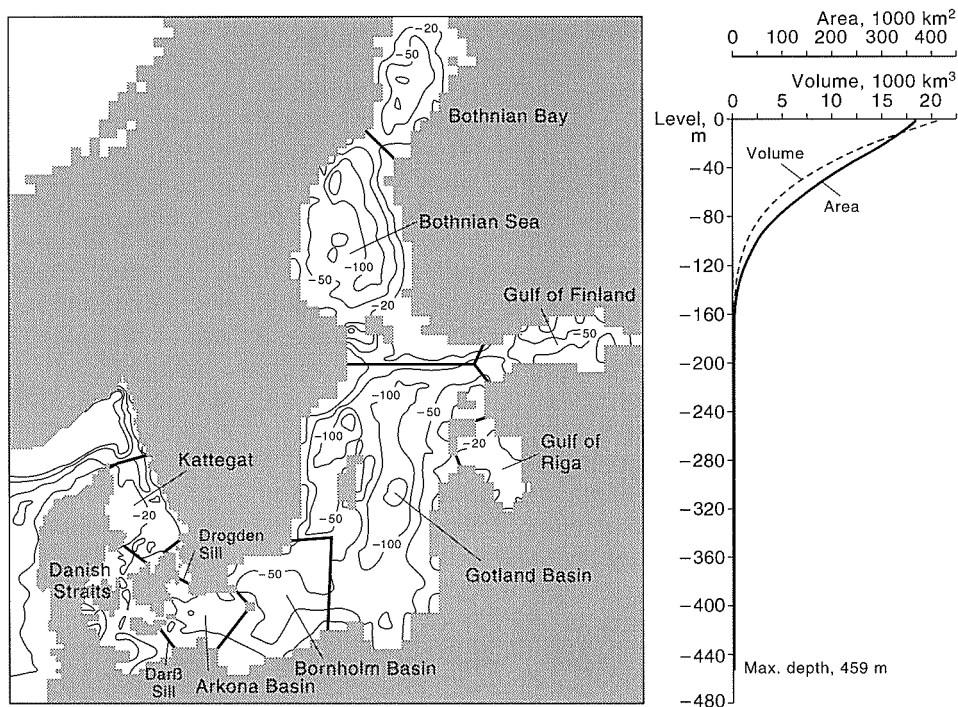 −20
−50
Bothnian Bay
Bothnian Sea
−100
−50
−20
Gulf of Finland
−50
−100
−50
−100
−20
Gulf of
Riga
Kattegat
−20
−50
−100
Drogden
Sill
Danish
Straits
−50
Gotland Basin
Darß
Sill
Arkona Basin
Bornholm Basin
Area, 1000 km²
0 100 200 300 400
Volume, 1000 km³
0 5 10 15 20
Level,
m
0
−40
−80
−120
−160
−200
−240
−280
−320
−360
−400
−440
−480
Volume
Area
Max. depth, 459 m